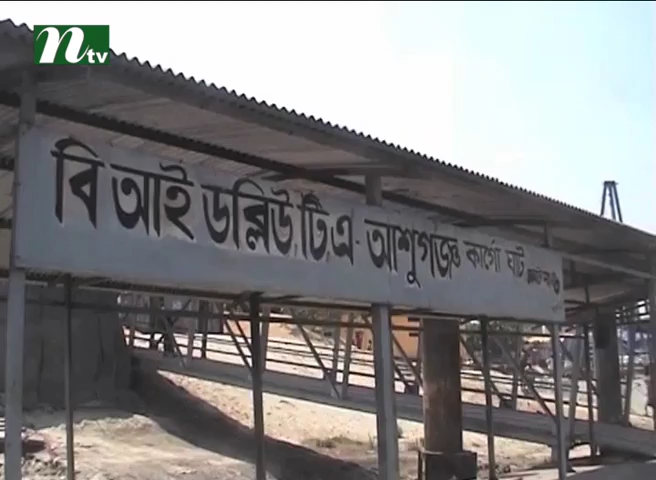 ntv
বি আই ডব্লিউ টি,এ - আশুগঞ্জ কার্গো ঘাট